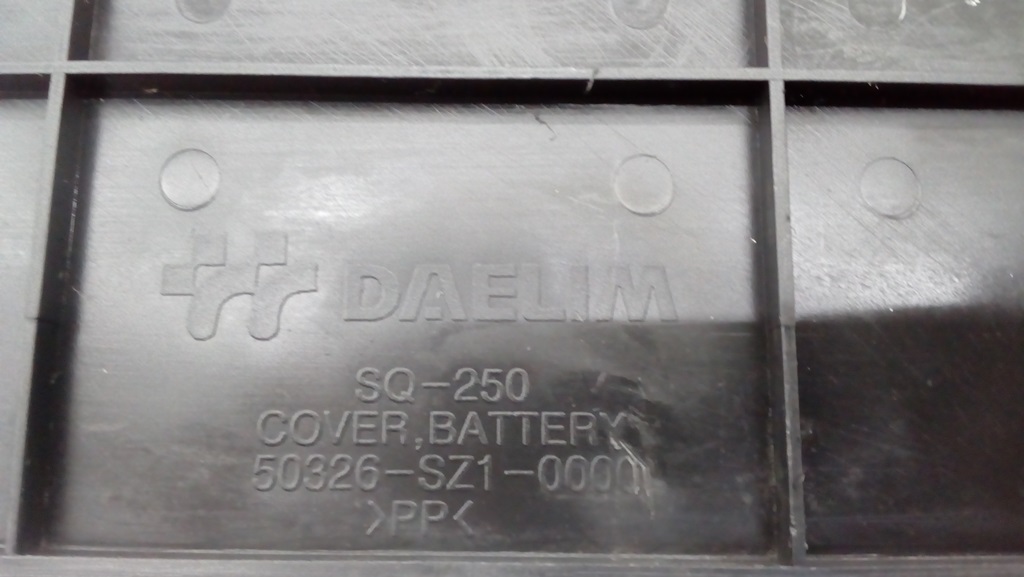 DAELIM
SQ-250
COVER,BATTERY
50326-SZ1-0000
>PP<